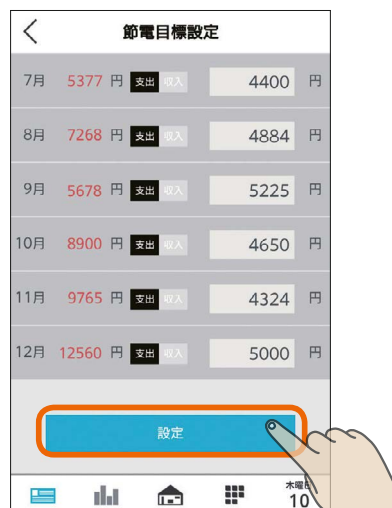 節電目標設定
7月 5377 円 支出 収入 4400 円
8月 7268 円 支出 収入 4884 円
9月 5678 円 支出 収入 5225 円
10月 8900 円 支出 収入 4650 円
11月 9765 円 支出 収入 4324 円
12月 12560 円 支出 収入 5000 円
設定
木曜日
10